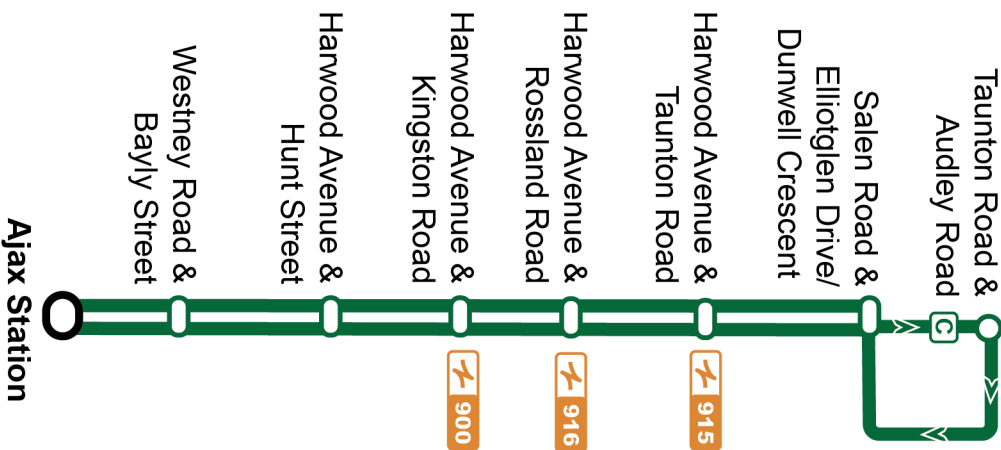 Taunton Road &
Audley Road
C
Salen Road &
Elliotglen Drive/
Dunwell Crescent
Harwood Avenue &
Taunton Road
915
Harwood Avenue &
Rossland Road
916
Harwood Avenue &
Kingston Road
900
Harwood Avenue &
Hunt Street
Westney Road &
Bayly Street
Ajax Station